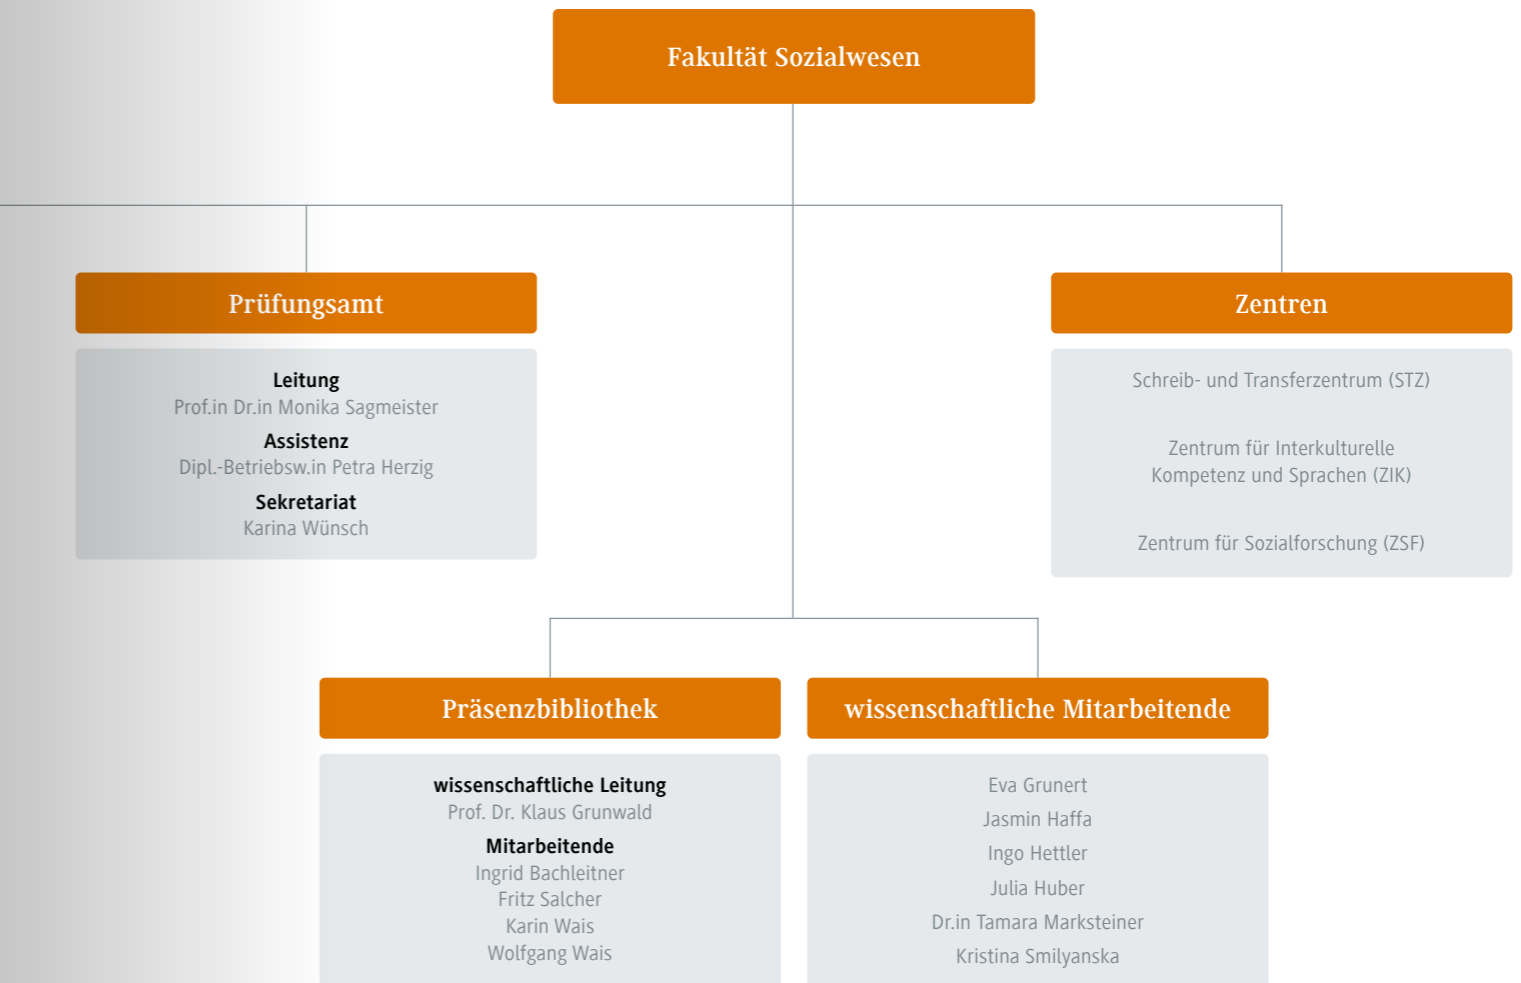 Fakultät Sozialwesen
Prüfungsamt
Leitung
Prof.in Dr.in Monika Sagmeister
Assistenz
Dipl.-Betriebsw.in Petra Herzig
Sekretariat
Karina Wünsch
Zentren
Schreib- und Transferzentrum (STZ)
Zentrum für Interkulturelle
Kompetenz und Sprachen (ZIK)
Zentrum für Sozialforschung (ZSF)
Präsenzbibliothek
wissenschaftliche Leitung
Prof. Dr. Klaus Grunwald
Mitarbeitende
Ingrid Bachleitner
Fritz Salcher
Karin Wais
Wolfgang Wais
wissenschaftliche Mitarbeitende
Eva Grunert
Jasmin Haffa
Ingo Hettler
Julia Huber
Dr.in Tamara Marksteiner
Kristina Smilyanska